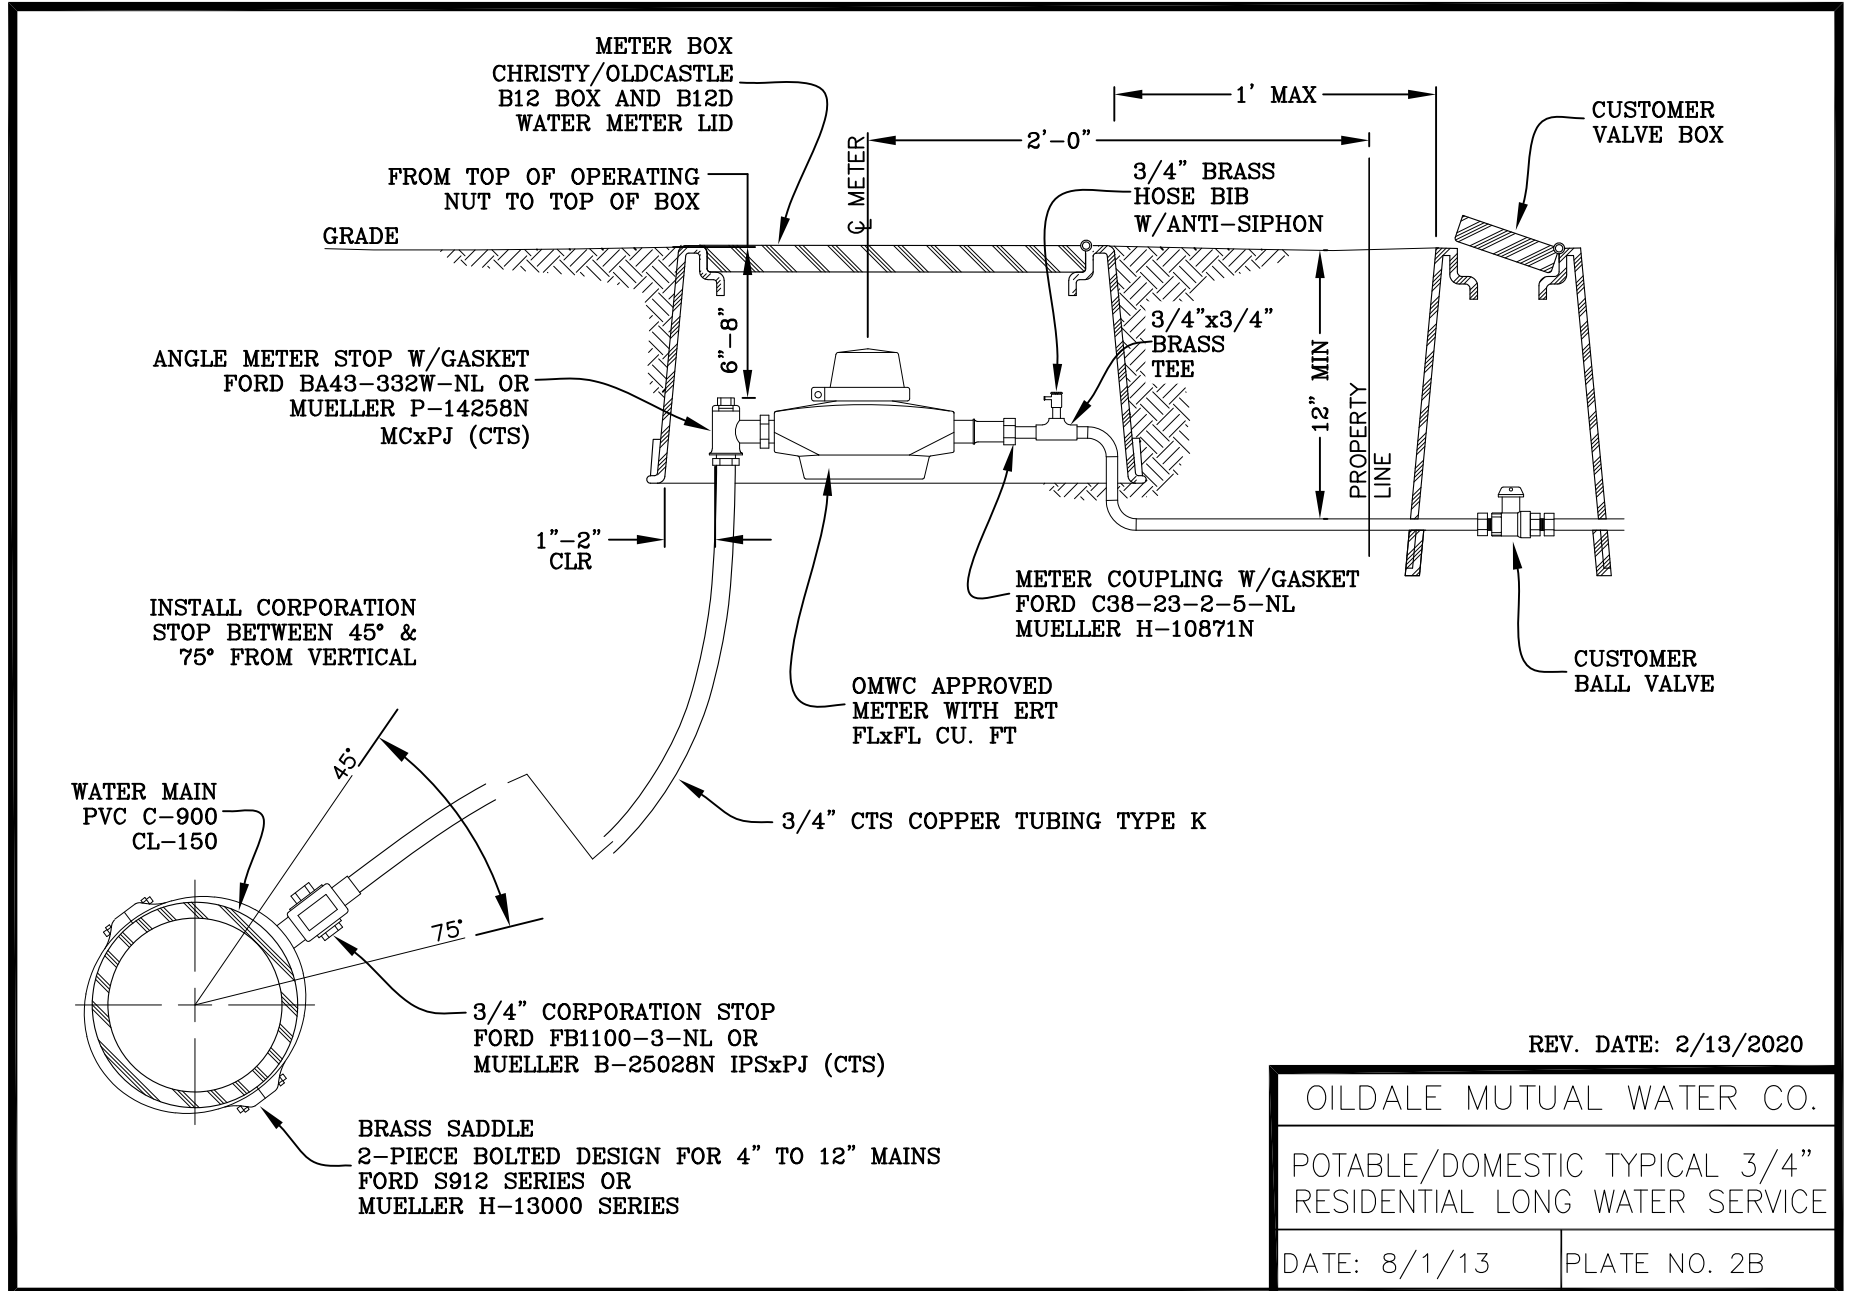 METER BOX
CHRISTY/OLDCASTLE
B12 BOX AND B12D
WATER METER LID
1' MAX
CUSTOMER
VALVE BOX
2'-0"
FROM TOP OF OPERATING
NUT TO TOP OF BOX
℄ METER
3/4" BRASS
HOSE BIB
W/ANTI-SIPHON
GRADE
6"-8"
3/4"x3/4"
BRASS
TEE
12" MIN
PROPERTY
LINE
ANGLE METER STOP W/GASKET
FORD BA43-332W-NL OR
MUELLER P-14258N
MCxPJ (CTS)
1"-2"
CLR
METER COUPLING W/GASKET
FORD C38-23-2-5-NL
MUELLER H-10871N
INSTALL CORPORATION
STOP BETWEEN 45° &
75° FROM VERTICAL
CUSTOMER
BALL VALVE
OMWC APPROVED
METER WITH ERT
FLxFL CU. FT
45°
WATER MAIN
PVC C-900
CL-150
3/4" CTS COPPER TUBING TYPE K
75°
3/4" CORPORATION STOP
FORD FB1100-3-NL OR
MUELLER B-25028N IPSxPJ (CTS)
BRASS SADDLE
2-PIECE BOLTED DESIGN FOR 4" TO 12" MAINS
FORD S912 SERIES OR
MUELLER H-13000 SERIES
REV. DATE: 2/13/2020
OILDALE MUTUAL WATER CO.
POTABLE/DOMESTIC TYPICAL 3/4"
RESIDENTIAL LONG WATER SERVICE
DATE: 8/1/13
PLATE NO. 2B